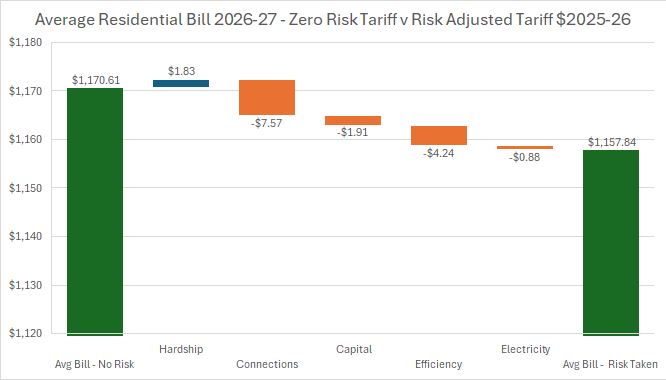 Average Residential Bill 2026-27 - Zero Risk Tariff v Risk Adjusted Tariff $2025-26
$1,180
$1,170
$1,160
$1,150
$1,140
$1,130
$1,120
$1,170.61
$1.83
-$7.57
-$1.91
-$4.24
-$0.88
$1,157.84
Avg Bill - No Risk
Hardship
Connections
Capital
Efficiency
Electricity
Avg Bill - Risk Taken